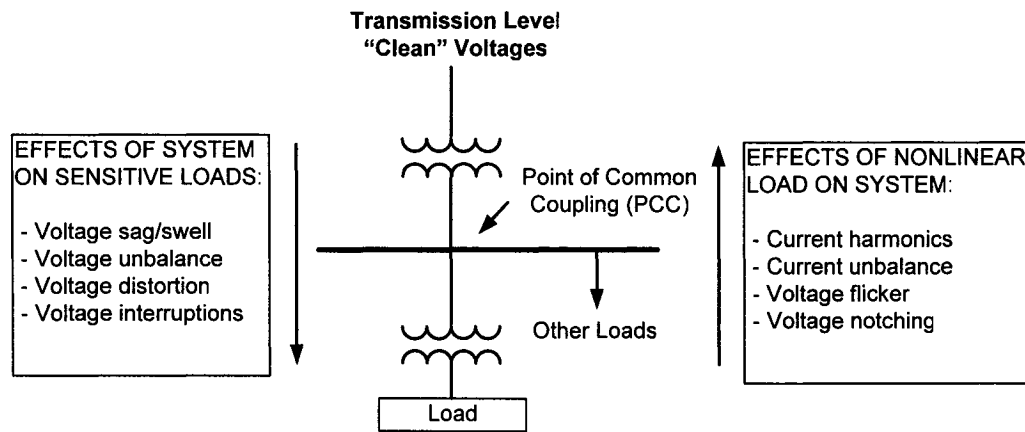 Transmission Level
“Clean” Voltages
EFFECTS OF SYSTEM
ON SENSITIVE LOADS:
- Voltage sag/swell
- Voltage unbalance
- Voltage distortion
- Voltage interruptions
Point of Common
Coupling (PCC)
Other Loads
Load
EFFECTS OF NONLINEAR
LOAD ON SYSTEM:
- Current harmonics
- Current unbalance
- Voltage flicker
- Voltage notching